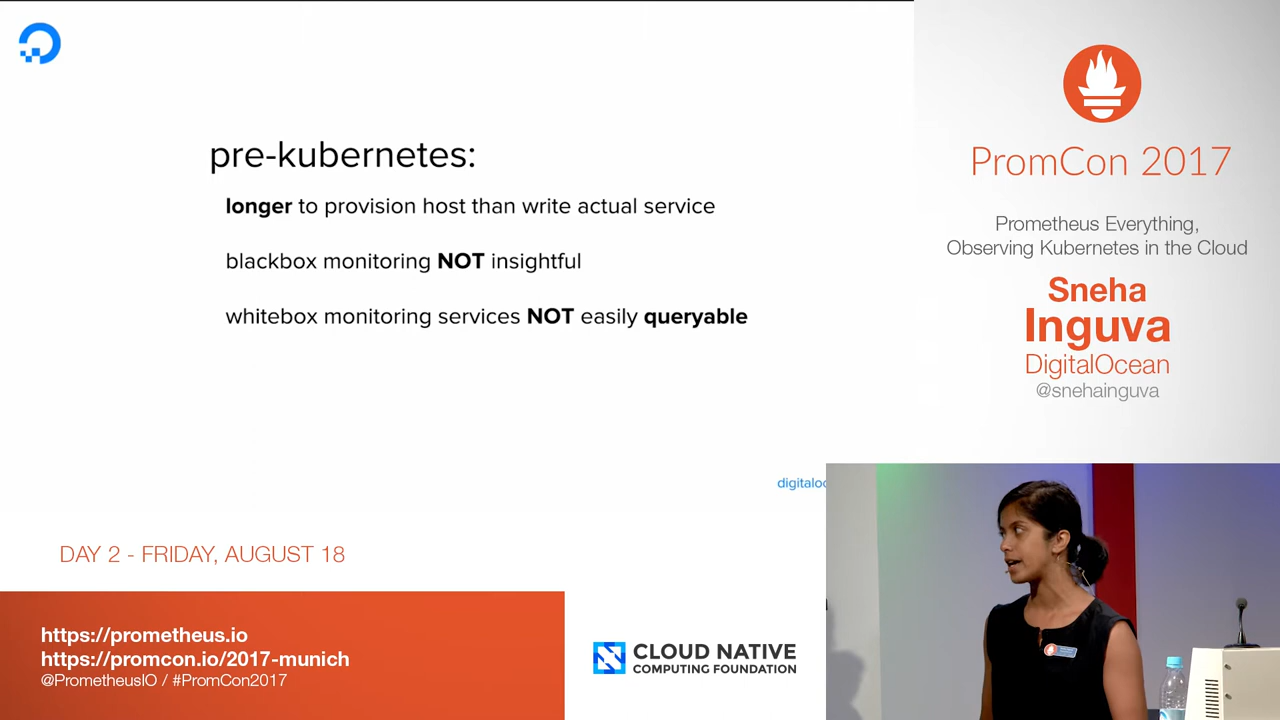 pre-kubernetes:
longer to provision host than write actual service
blackbox monitoring NOT insightful
whitebox monitoring services NOT easily queryable
digitaloc
PromCon 2017
Prometheus Everything,
Observing Kubernetes in the Cloud
Sneha
Inguva
DigitalOcean
@snehainguva
DAY 2 - FRIDAY, AUGUST 18
https://prometheus.io
https://promcon.io/2017-munich
@PrometheusIO / #PromCon2017
CLOUD NATIVE
COMPUTING FOUNDATION